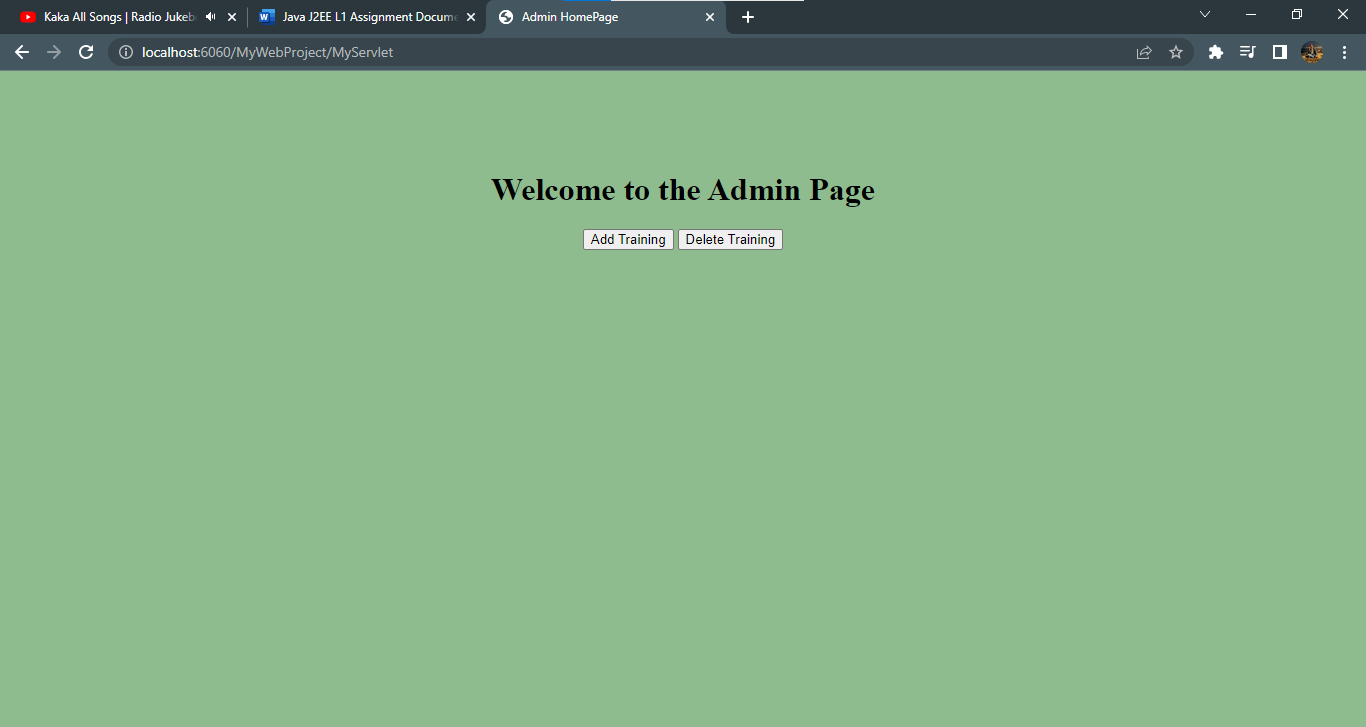 Kaka All Songs | Radio Jukeb
Java J2EE L1 Assignment Docume
Admin HomePage
localhost:6060/MyWebProject/MyServlet
Welcome to the Admin Page
Add Training Delete Training